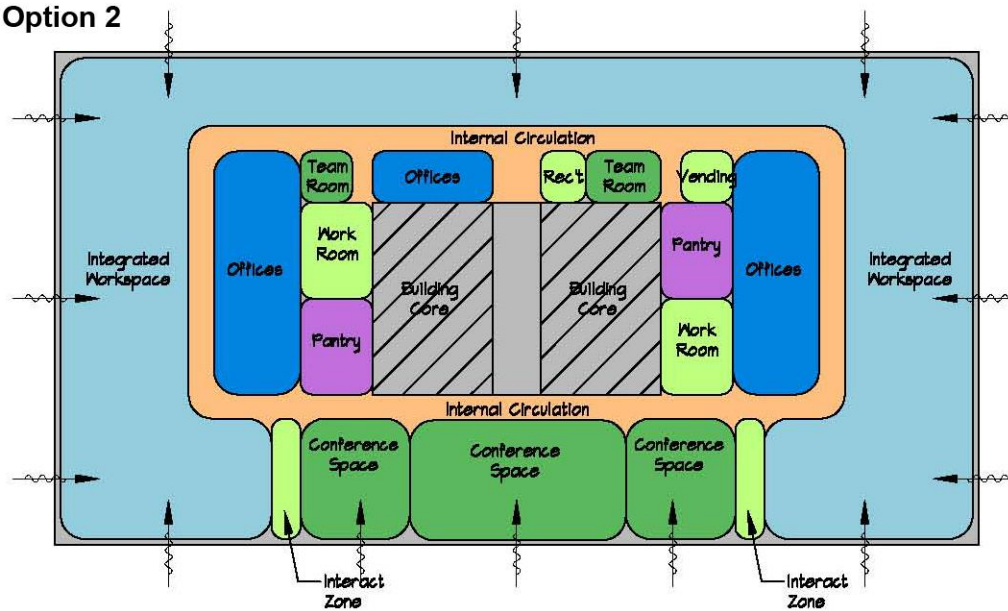 Option 2
Internal Circulation
Team
Room
Offices
Rec't
Team
Room
Vending
Work
Room
Pantry
Integrated
Workspace
Offices
Building
Core
Building
Core
Offices
Integrated
Workspace
Pantry
Work
Room
Internal Circulation
Conference
Space
Conference
Space
Conference
Space
Interact
Zone
Interact
Zone